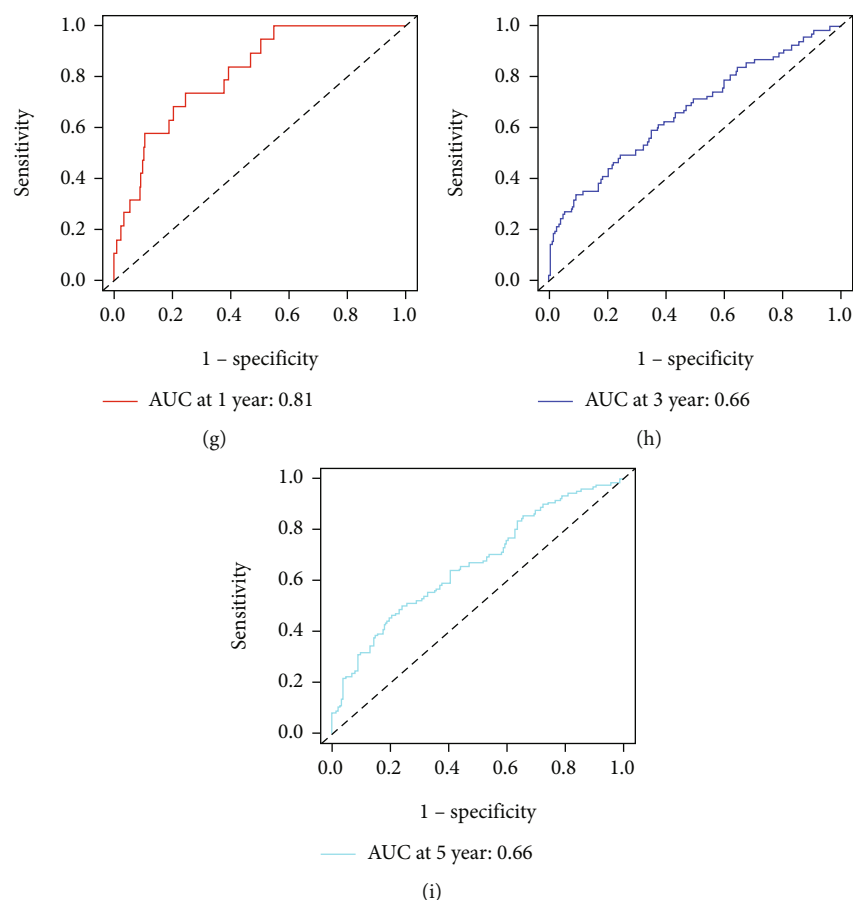 1.0
0.8
0.6
0.4
0.2
0.0
Sensitivity
0.0 0.2 0.4 0.6 0.8 1.0
1 – specificity
AUC at 1 year: 0.81
(g)
1.0
0.8
0.6
0.4
0.2
0.0
Sensitivity
0.0 0.2 0.4 0.6 0.8 1.0
1 – specificity
AUC at 3 year: 0.66
(h)
1.0
0.8
0.6
0.4
0.2
0.0
Sensitivity
0.0 0.2 0.4 0.6 0.8 1.0
1 – specificity
AUC at 5 year: 0.66
(i)